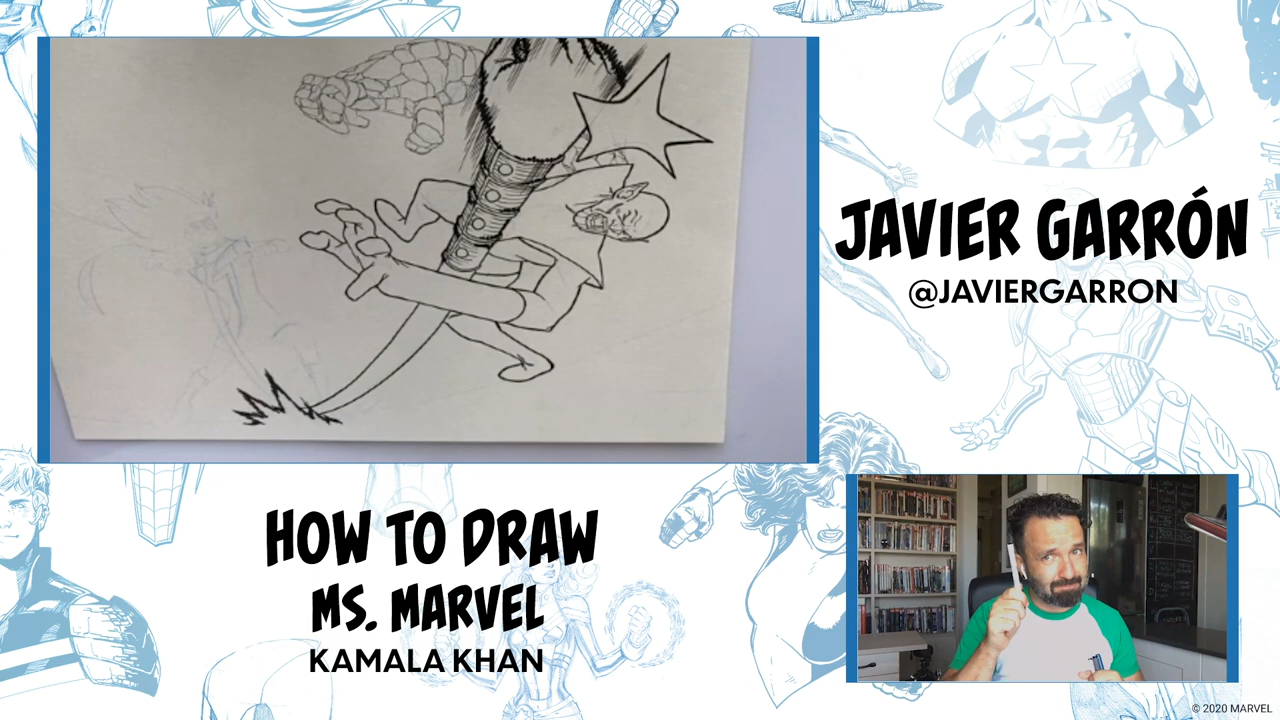 JAVIER GARRÓN
@JAVIERGARRON
HOW TO DRAW
MS. MARVEL
KAMALA KHAN
© 2020 MARVEL